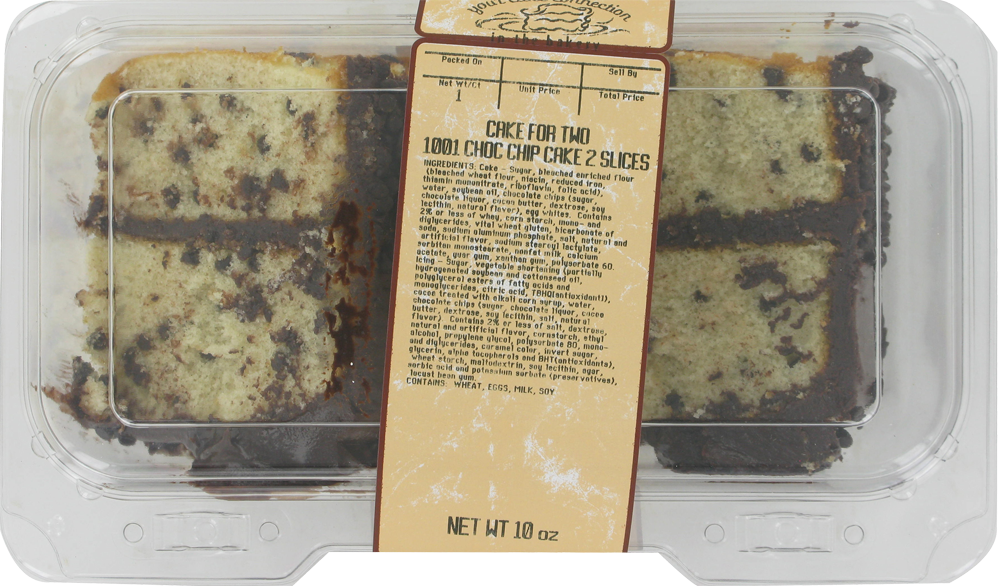 your cake connection
in the bakery
Packed On
Sell By
Net Wt/Ct
1
Unit Price
Total Price
CAKE FOR TWO
1001 CHOC CHIP CAKE 2 SLICES
INGREDIENTS: Cake - Sugar, bleached enriched flour
(bleached wheat flour, niacin, reduced iron,
thiamin mononitrate, riboflavin, folic acid),
water, soybean oil, chocolate chips (sugar,
chocolate liquor, cocoa butter, dextrose, soy
lecithin, natural flavor), egg whites. Contains
2% or less of whey, corn starch, mono- and
diglycerides, vital wheat gluten, bicarbonate of
soda, sodium aluminum phosphate, salt, natural and
artificial flavor, sodium stearoyl lactylate,
sorbitan monostearate, nonfat milk, calcium
acetate, guar gum, xanthan gum, polysorbate 60.
Icing - Sugar, vegetable shortening (partially
hydrogenated soybean and cottonseed oil,
polyglycerol esters of fatty acids and
monoglycerides, citric acid, TBHQ(antioxidant)),
cocoa treated with alkali corn syrup, water,
chocolate chips (sugar, chocolate liquor, cocoa
butter, dextrose, soy lecithin, salt, natural
flavor). Contains 2% or less of salt, dextrose,
natural and artificial flavor, cornstarch, ethyl
alcohol, propylene glycol, polysorbate 80, mono-
and diglycerides, caramel color, invert sugar,
glycerin, alpha tocopherols and BHT(antioxidants),
wheat starch, maltodextrin, soy lecithin, agar,
sorbic acid and potassium sorbate (preservatives),
locust bean gum.
CONTAINS: WHEAT, EGGS, MILK, SOY
NET WT 10 OZ